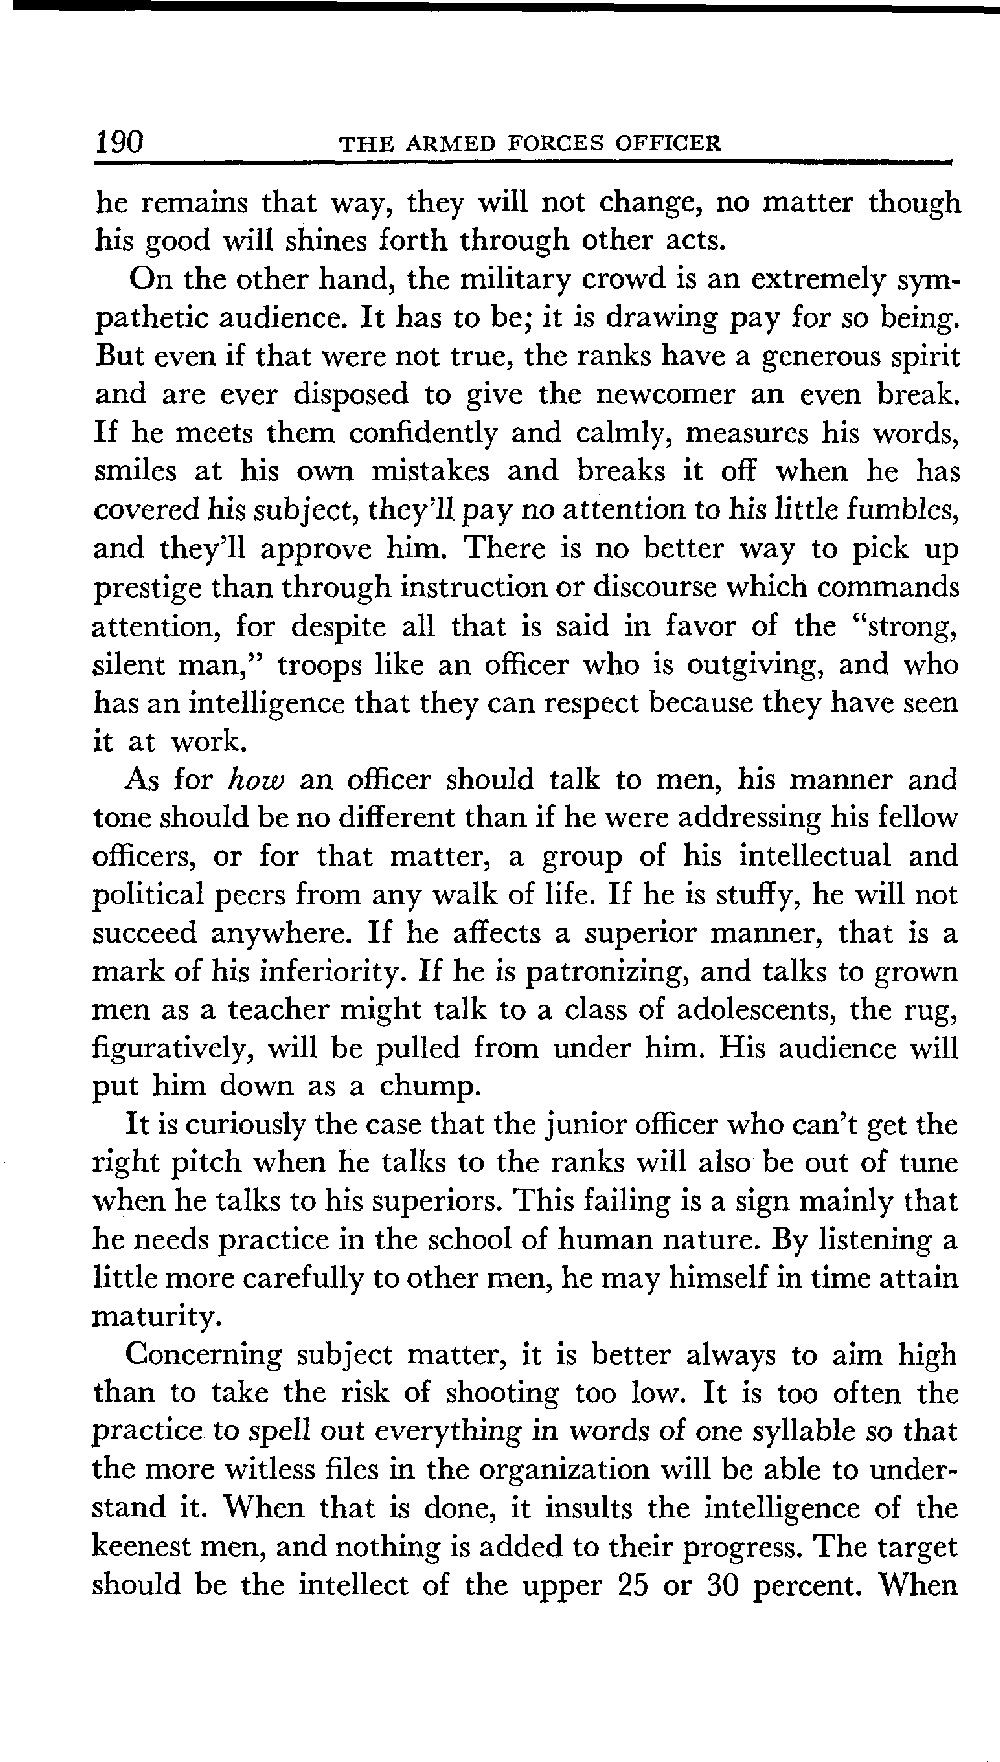 190 THE ARMED FORCES OFFICER
he remains that way, they will not change, no matter though
his good will shines forth through other acts.
On the other hand, the military crowd is an extremely sym-
pathetic audience. It has to be; it is drawing pay for so being.
But even if that were not true, the ranks have a generous spirit
and are ever disposed to give the newcomer an even break.
If he meets them confidently and calmly, measures his words,
smiles at his own mistakes and breaks it off when he has
covered his subject, they'll pay no attention to his little fumbles,
and they'll approve him. There is no better way to pick up
prestige than through instruction or discourse which commands
attention, for despite all that is said in favor of the “strong,
silent man,” troops like an officer who is outgiving, and who
has an intelligence that they can respect because they have seen
it at work.
As for how an officer should talk to men, his manner and
tone should be no different than if he were addressing his fellow
officers, or for that matter, a group of his intellectual and
political peers from any walk of life. If he is stuffy, he will not
succeed anywhere. If he affects a superior manner, that is a
mark of his inferiority. If he is patronizing, and talks to grown
men as a teacher might talk to a class of adolescents, the rug,
figuratively, will be pulled from under him. His audience will
put him down as a chump.
It is curiously the case that the junior officer who can't get the
right pitch when he talks to the ranks will also be out of tune
when he talks to his superiors. This failing is a sign mainly that
he needs practice in the school of human nature. By listening a
little more carefully to other men, he may himself in time attain
maturity.
Concerning subject matter, it is better always to aim high
than to take the risk of shooting too low. It is too often the
practice to spell out everything in words of one syllable so that
the more witless files in the organization will be able to under-
stand it. When that is done, it insults the intelligence of the
keenest men, and nothing is added to their progress. The target
should be the intellect of the upper 25 or 30 percent. When